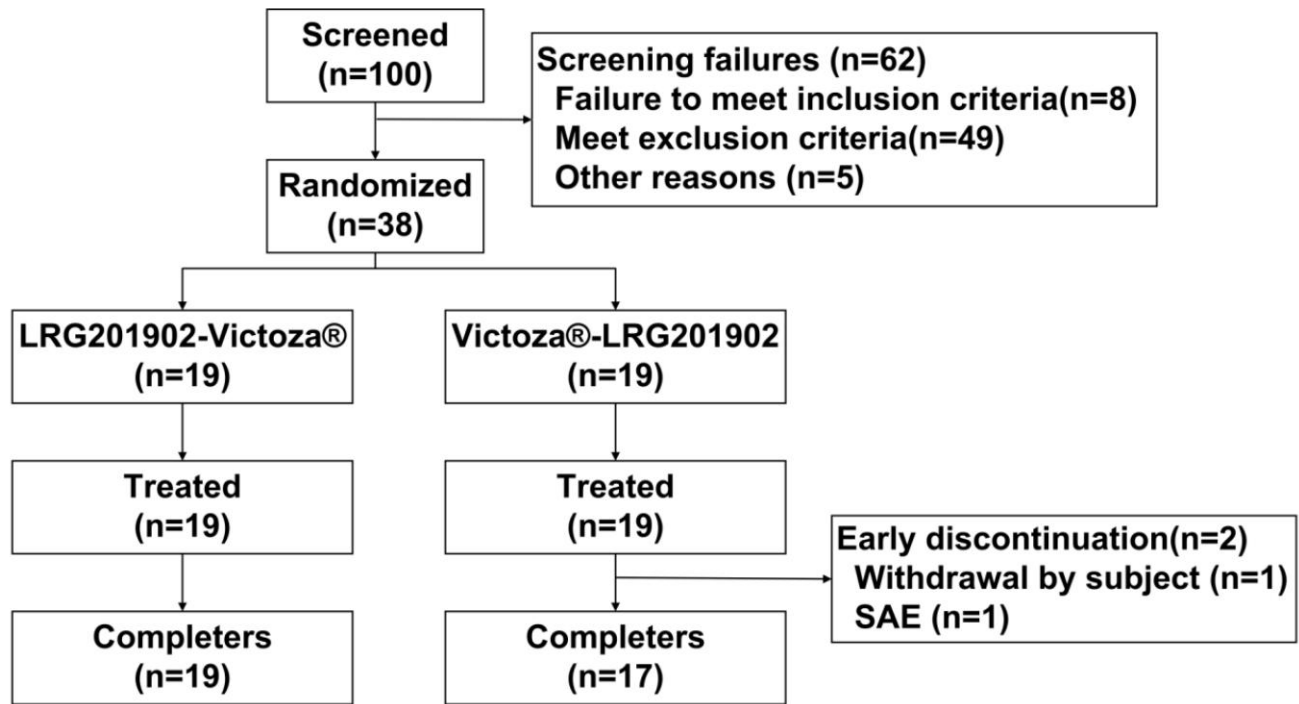 Screened
(n=100)
Screening failures (n=62)
Failure to meet inclusion criteria(n=8)
Meet exclusion criteria(n=49)
Other reasons (n=5)
Randomized
(n=38)
LRG201902-Victoza®
(n=19)
Victoza®-LRG201902
(n=19)
Treated
(n=19)
Treated
(n=19)
Early discontinuation(n=2)
Withdrawal by subject (n=1)
SAE (n=1)
Completers
(n=19)
Completers
(n=17)